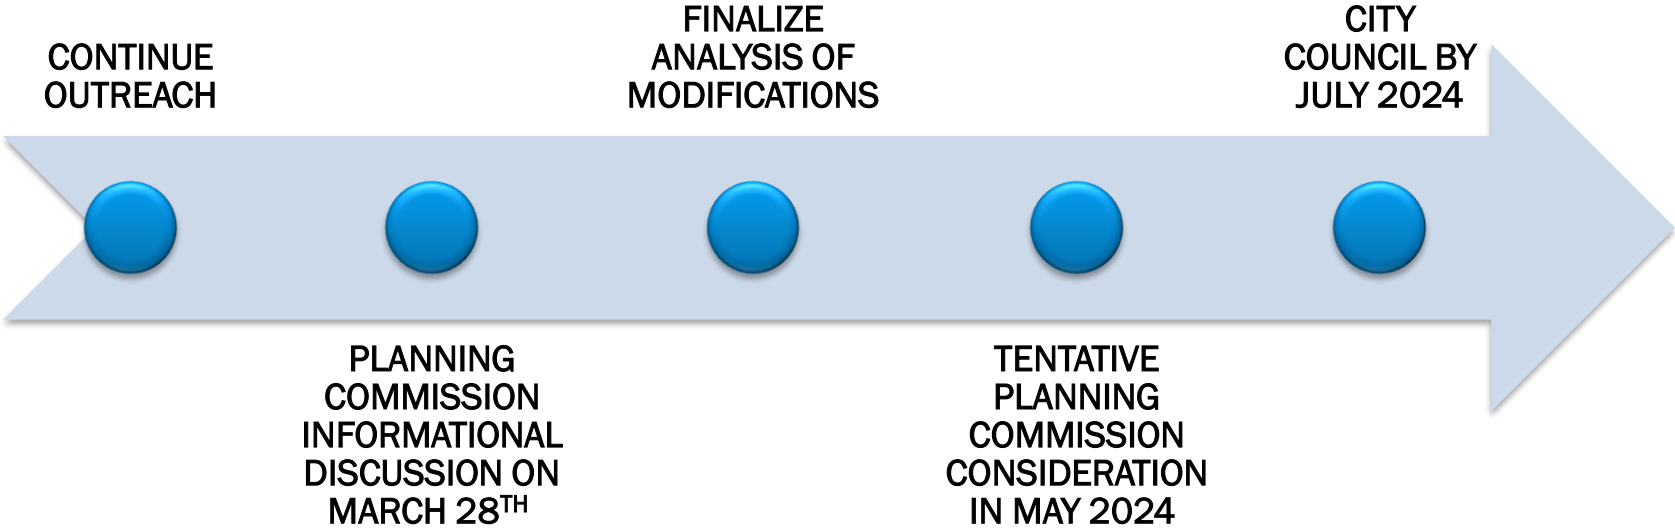 CONTINUE
OUTREACH
PLANNING
COMMISSION
INFORMATIONAL
DISCUSSION ON
MARCH 28TH
FINALIZE
ANALYSIS OF
MODIFICATIONS
TENTATIVE
PLANNING
COMMISSION
CONSIDERATION
IN MAY 2024
CITY
COUNCIL BY
JULY 2024